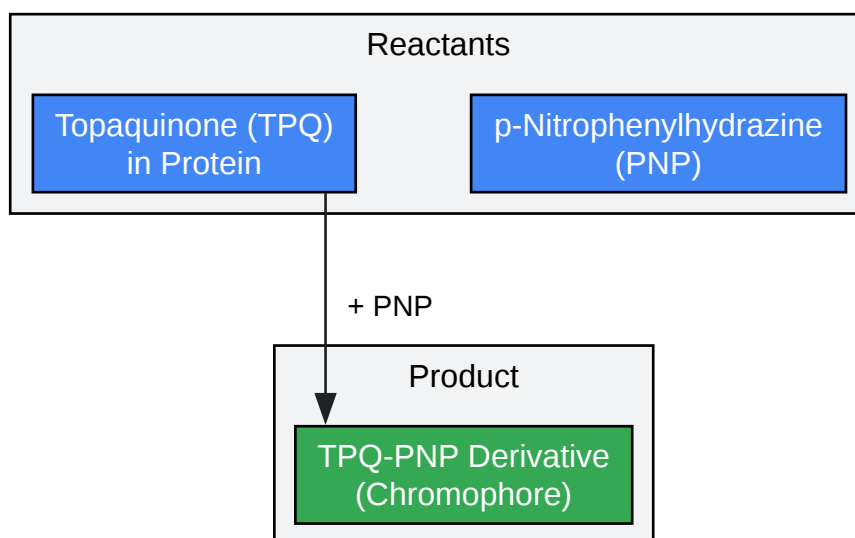 Reactants
Topaquinone (TPQ)
in Protein
p-Nitrophenylhydrazine
(PNP)
+ PNP
Product
TPQ-PNP Derivative
(Chromophore)